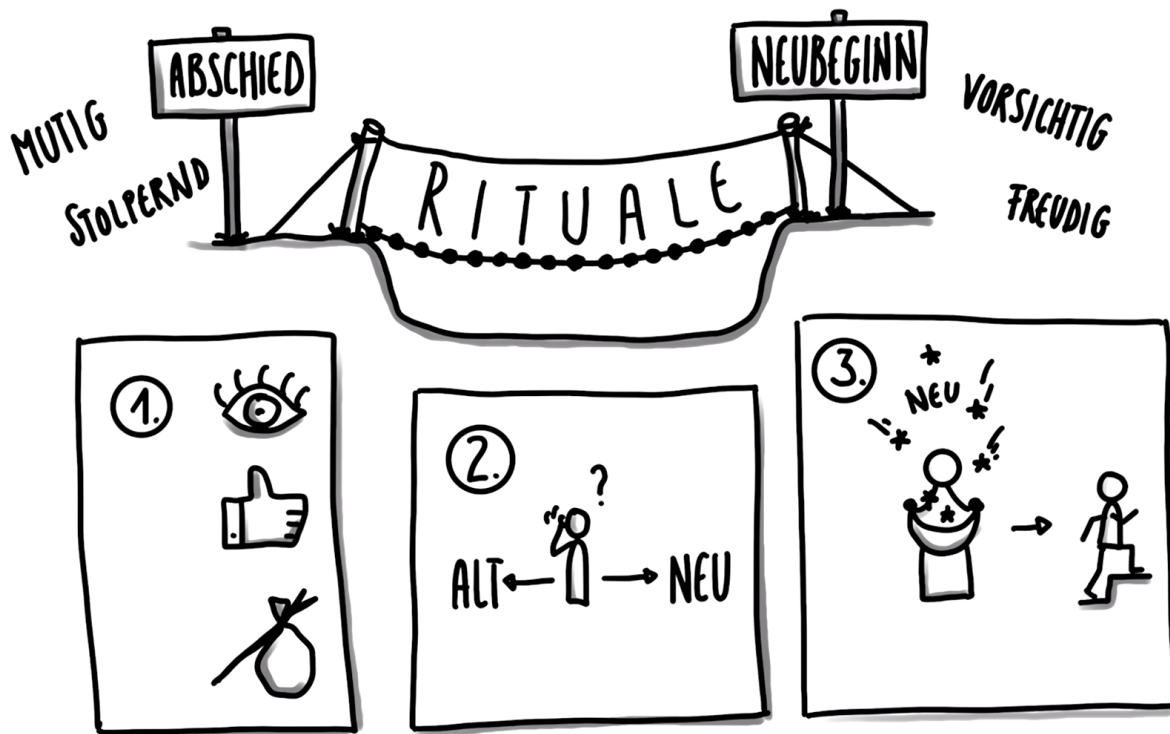 ABSCHIED
NEUBEGINN
MUTIG
STOLPERND
RITUALE
VORSICHTIG
FREUDIG
1.
2.
?
ALT
NEU
3.
NEU